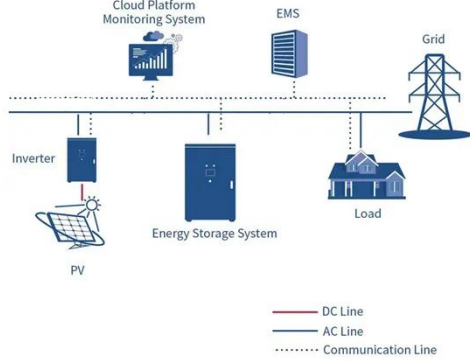 Cloud Platform
Monitoring System
EMS
Grid
Inverter
Energy Storage System
Load
PV
DC Line
AC Line
Communication Line